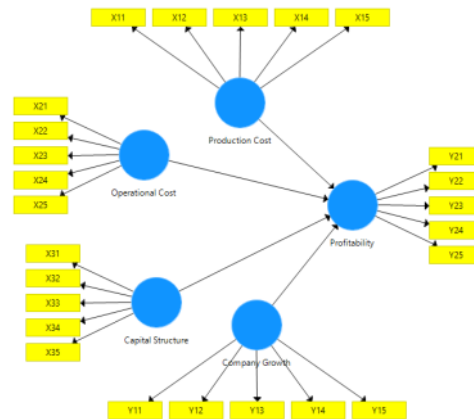 X11 X12 X13 X14 X15
Production Cost
X21
X22
X23
X24
X25
Operational Cost
Y21
Y22
Y23
Y24
Y25
Profitability
X31
X32
X33
X34
X35
Capital Structure
Company Growth
Y11 Y12 Y13 Y14 Y15